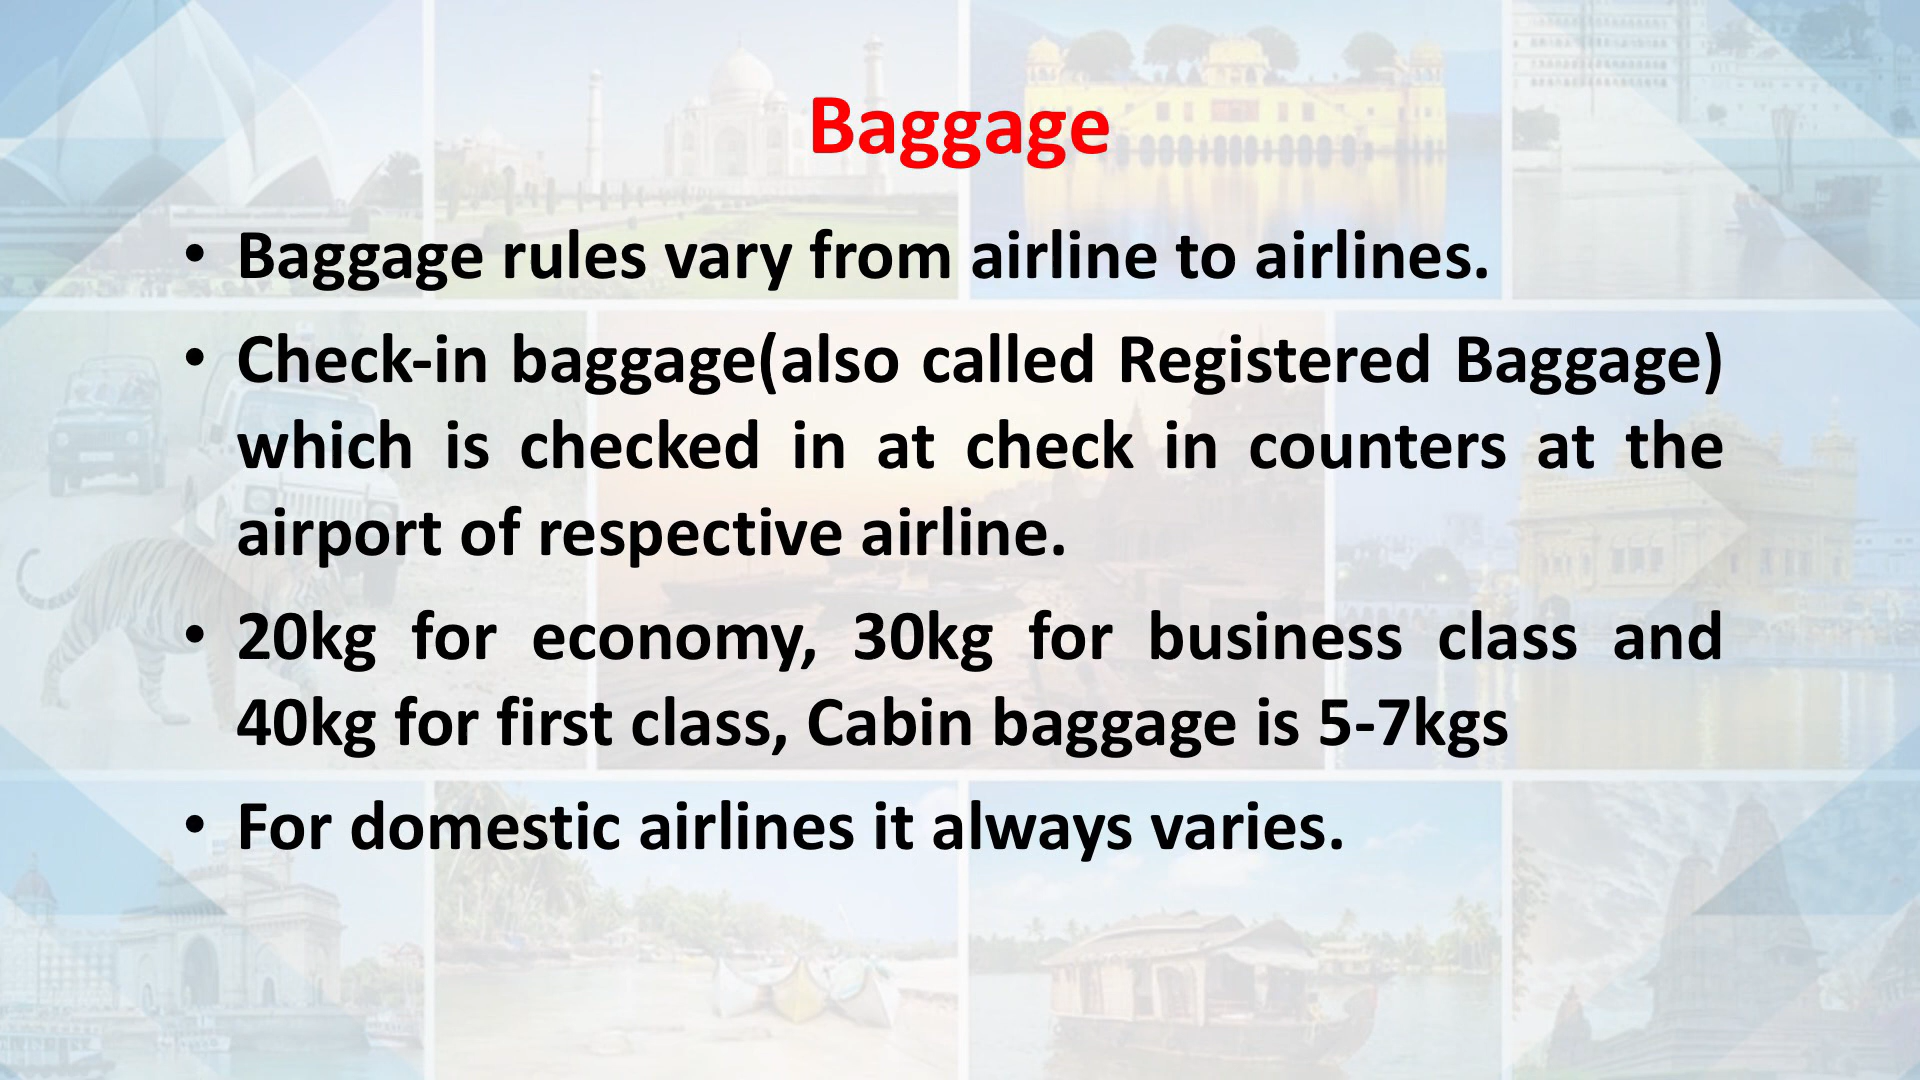 Baggage
• Baggage rules vary from airline to airlines.
• Check-in baggage(also called Registered Baggage)
which is checked in at check in counters at the
airport of respective airline.
• 20kg for economy, 30kg for business class and
40kg for first class, Cabin baggage is 5-7kgs
• For domestic airlines it always varies.